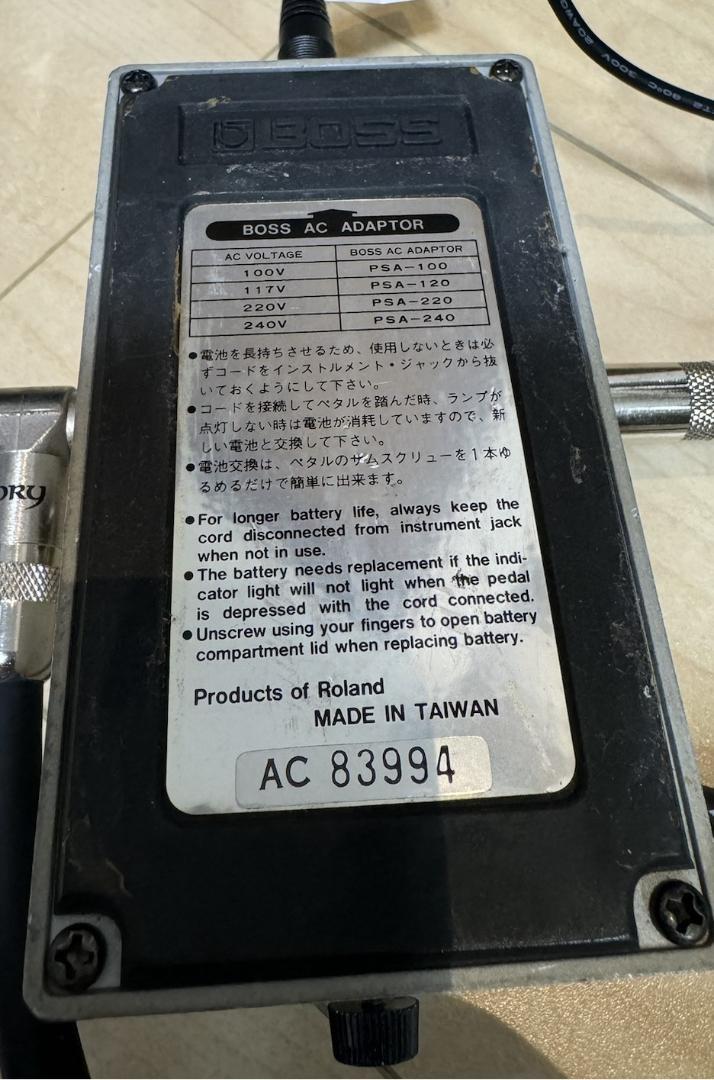 T2 80°C 300V 20AWG
BOSS
BOSS AC ADAPTOR
AC VOLTAGE BOSS AC ADAPTOR
100V PSA-100
117V PSA-120
220V PSA-220
240V PSA-240
●電池を長持ちさせるため、使用しないときは必
ずコードをインストルメント・ジャックから抜
いておくようにして下さい。
●コードを接続してペダルを踏んだ時、ランプが
点灯しない時は電池が消耗していますので、新
しい電池と交換して下さい。
●電池交換は、ペダルのサムスクリューを1本ゆ
るめるだけで簡単に出来ます。
●For longer battery life, always keep the
cord disconnected from instrument jack
when not in use.
●The battery needs replacement if the indi-
cator light will not light when the pedal
is depressed with the cord connected.
●Unscrew using your fingers to open battery
compartment lid when replacing battery.
Products of Roland
MADE IN TAIWAN
AC 83994
ORY